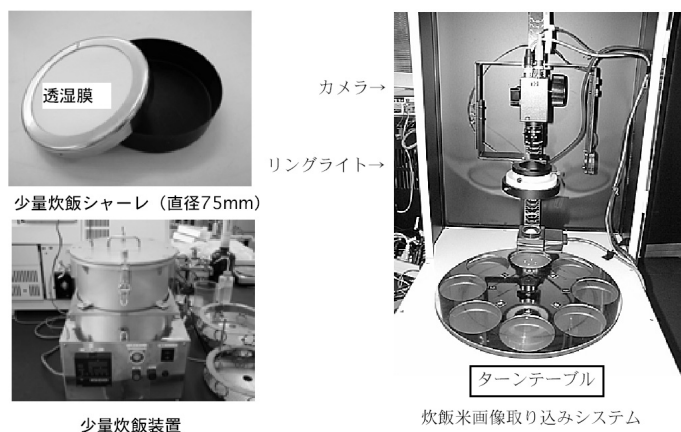 透湿膜
少量炊飯シャーレ（直径75mm）
少量炊飯装置
カメラ→
リングライト→
ターンテーブル
炊飯米画像取り込みシステム